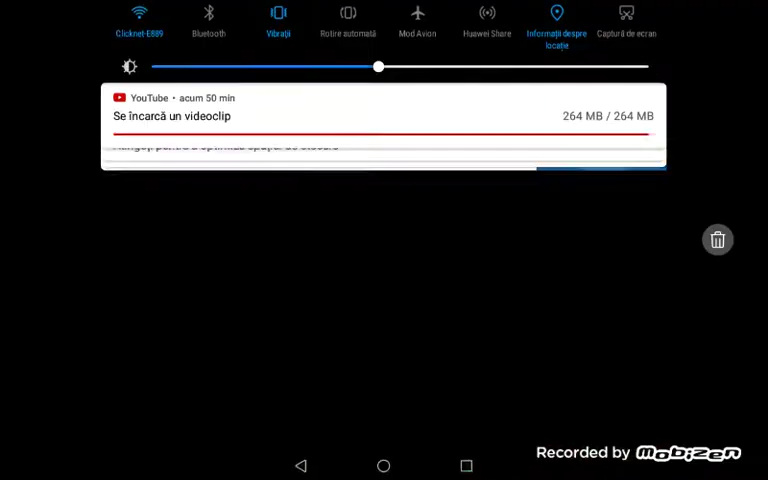 Clicknet-E889 Bluetooth Vibrații Rotire automată Mod Avion Huawei Share Informații despre locație Captură de ecran
YouTube • acum 50 min
Se încarcă un videoclip 264 MB / 264 MB
Recorded by MOBIZEN